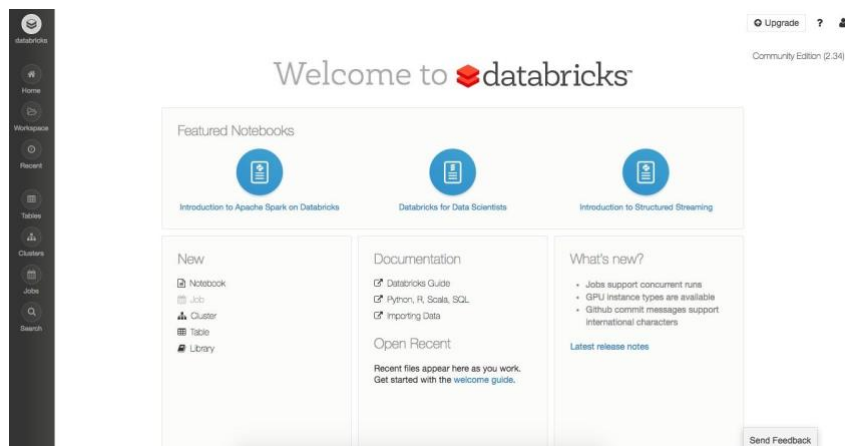 databricks
Home
Workspace
Recent
Tables
Clusters
Jobs
Search
Upgrade ?
Community Edition (2.34)
Welcome to databricks
Featured Notebooks
Introduction to Apache Spark on Databricks
Databricks for Data Scientists
Introduction to Structured Streaming
New
Notebook
Job
Cluster
Table
Library
Documentation
Databricks Guide
Python, R, Scala, SQL
Importing Data
Open Recent
Recent files appear here as you work.
Get started with the welcome guide.
What's new?
• Jobs support concurrent runs
• GPU instance types are available
• Github commit messages support
international characters
Latest release notes
Send Feedback